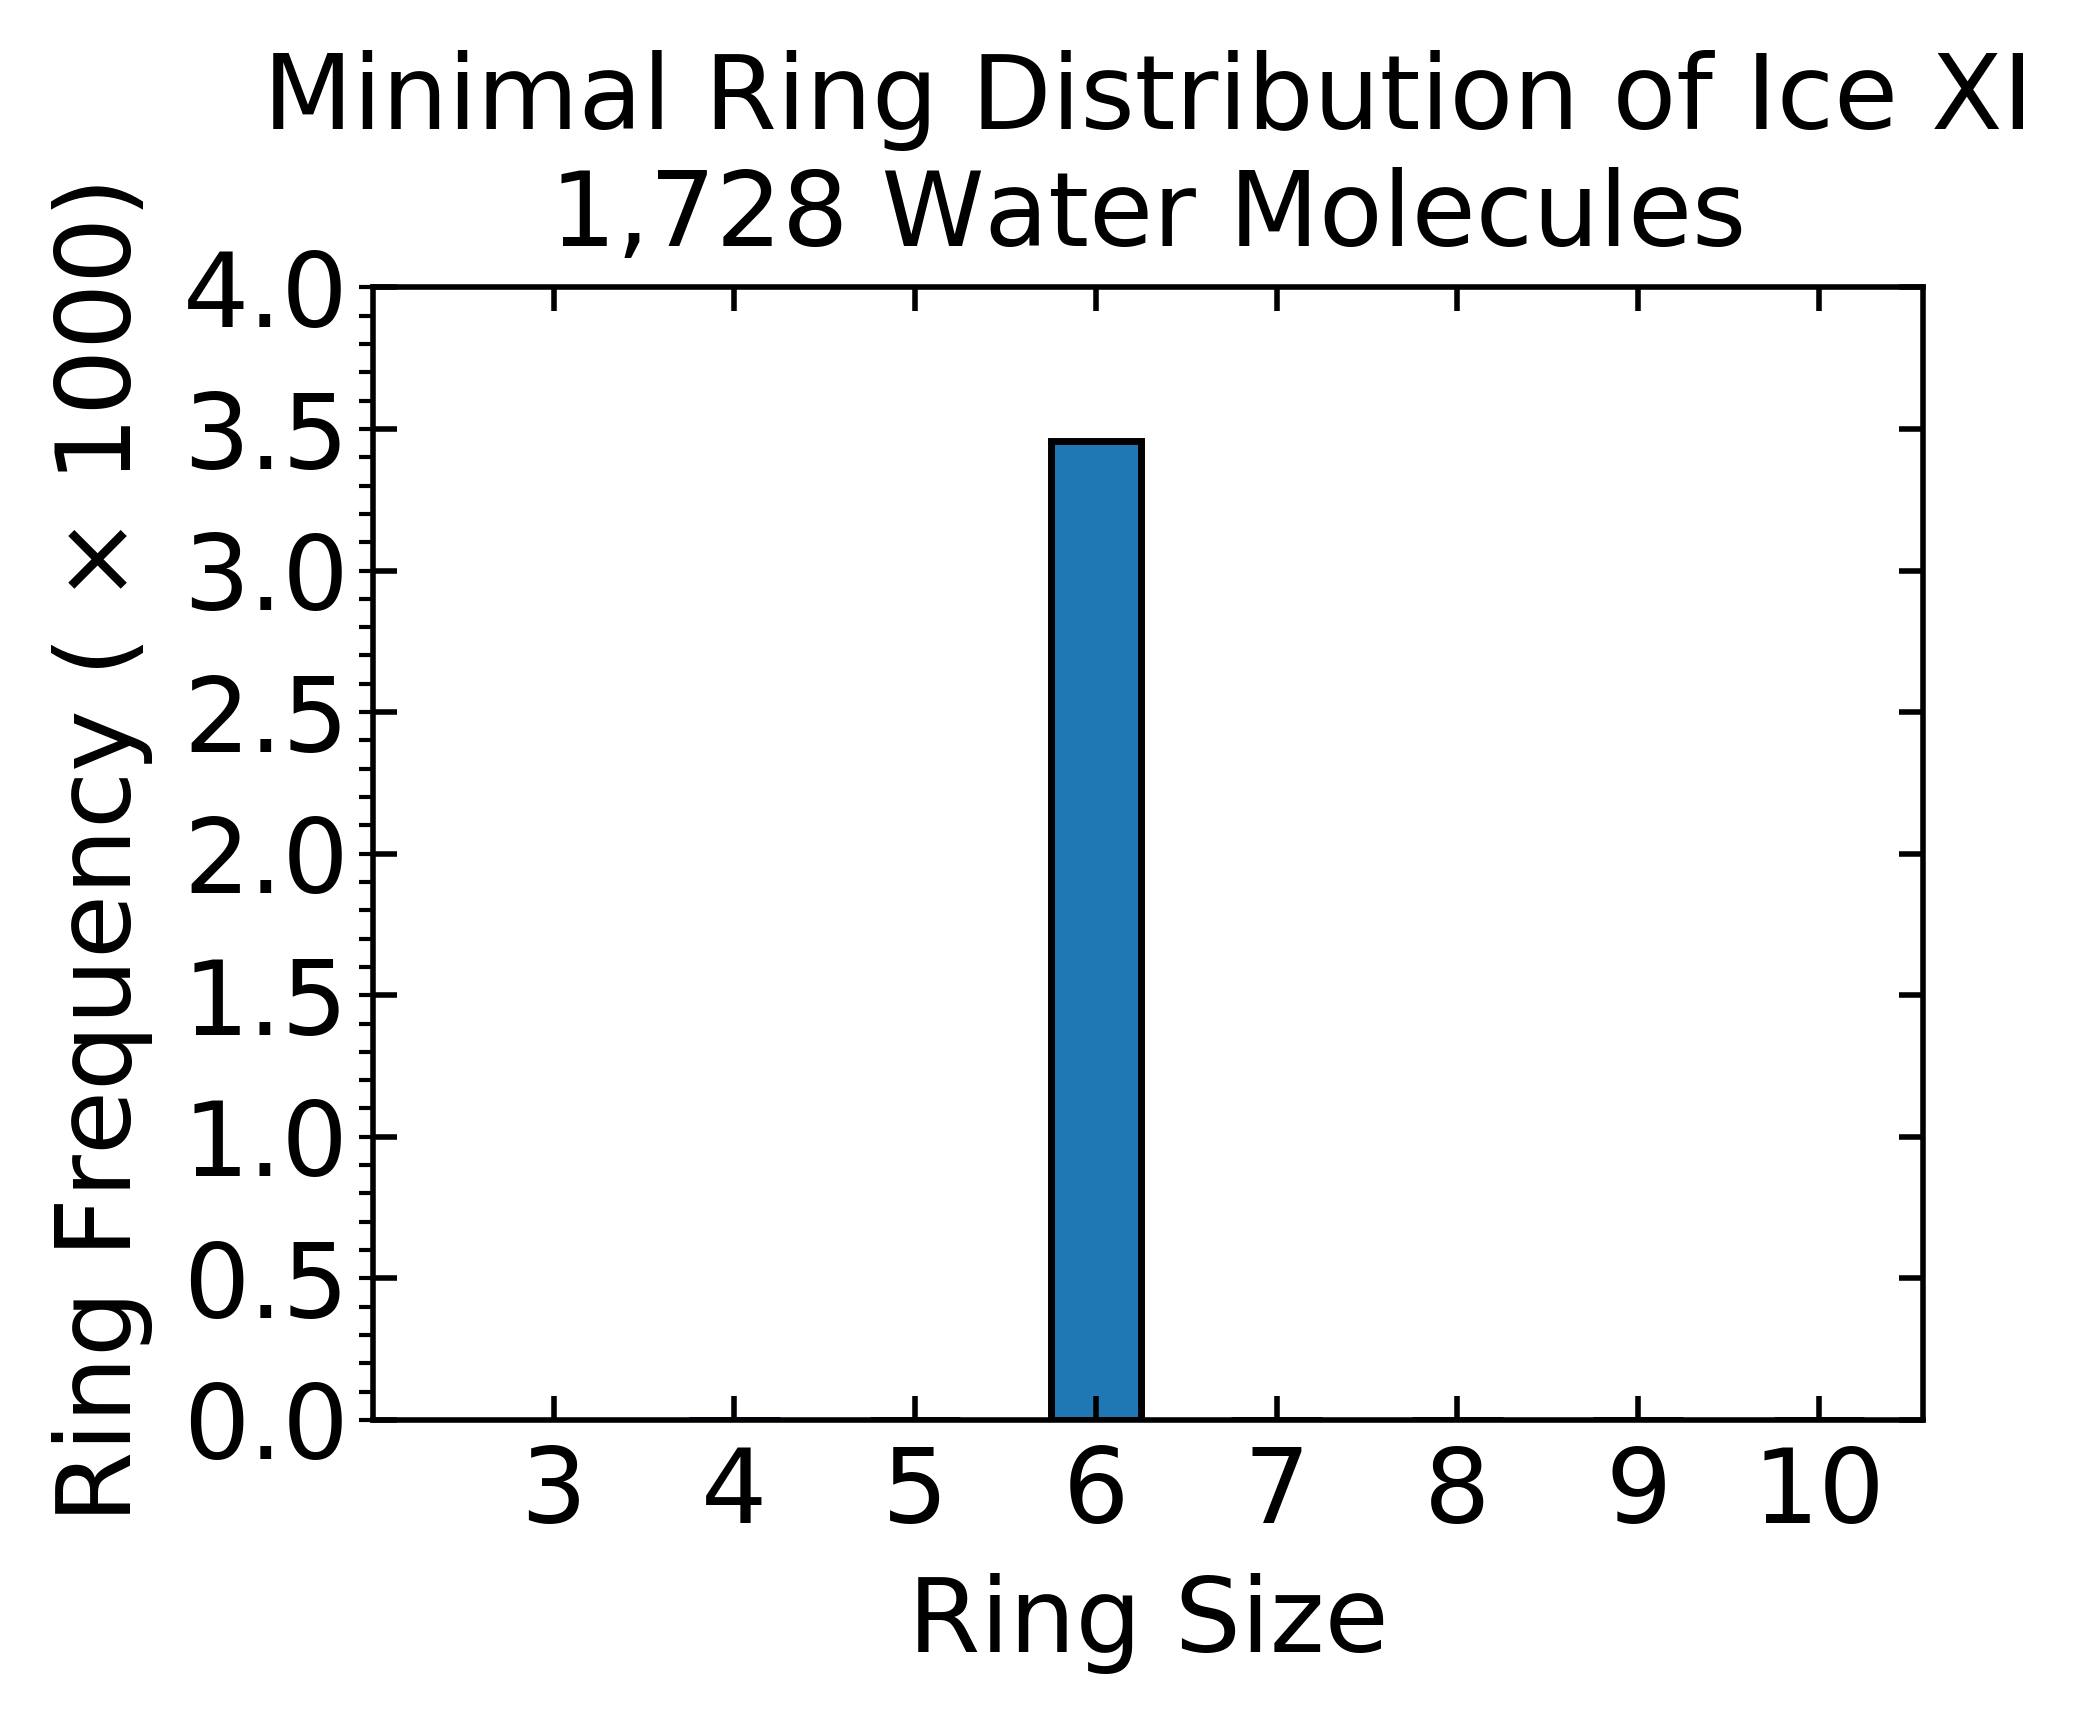 Minimal Ring Distribution of Ice XI
1,728 Water Molecules
Ring Frequency ( × 1000)
4.0
3.5
3.0
2.5
2.0
1.5
1.0
0.5
0.0
3 4 5 6 7 8 9 10
Ring Size